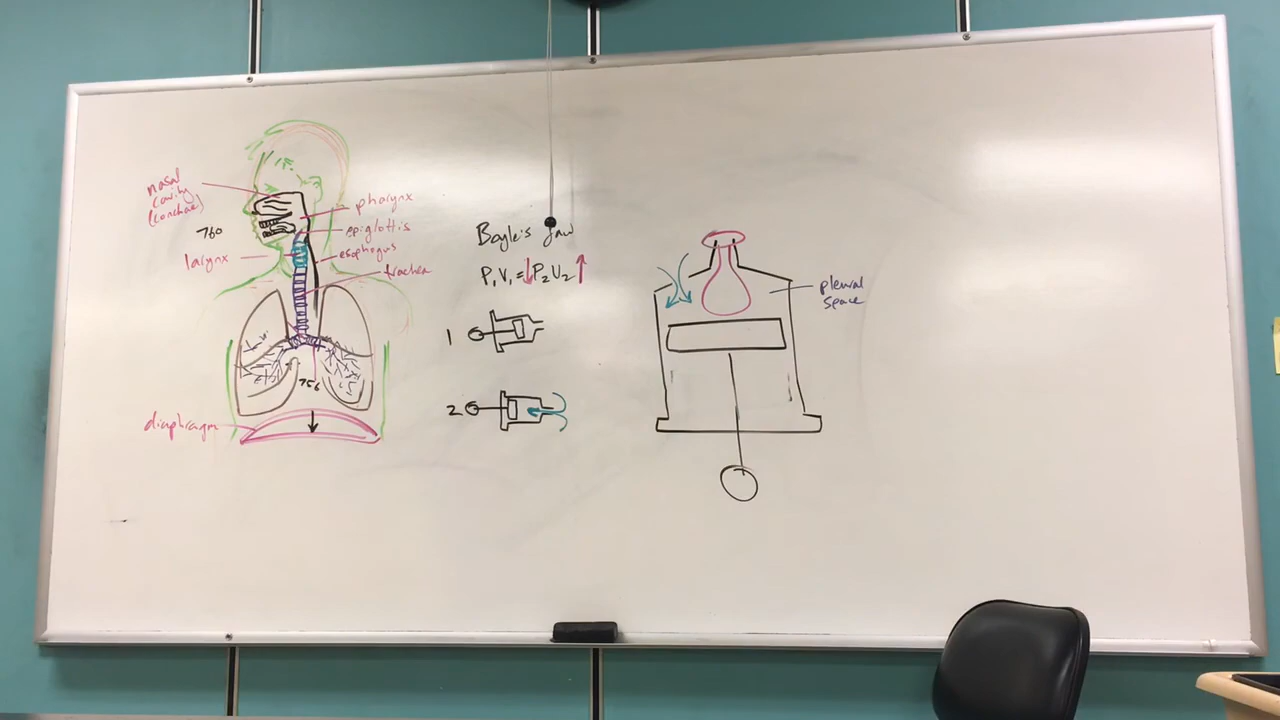 nasal
cavity
(conchae)
760
larynx
pharynx
epiglottis
esophagus
trachea
756
diaphragm
Boyle's Law
P₁V₁=↓P₂V₂↑
1
2
pleural
space